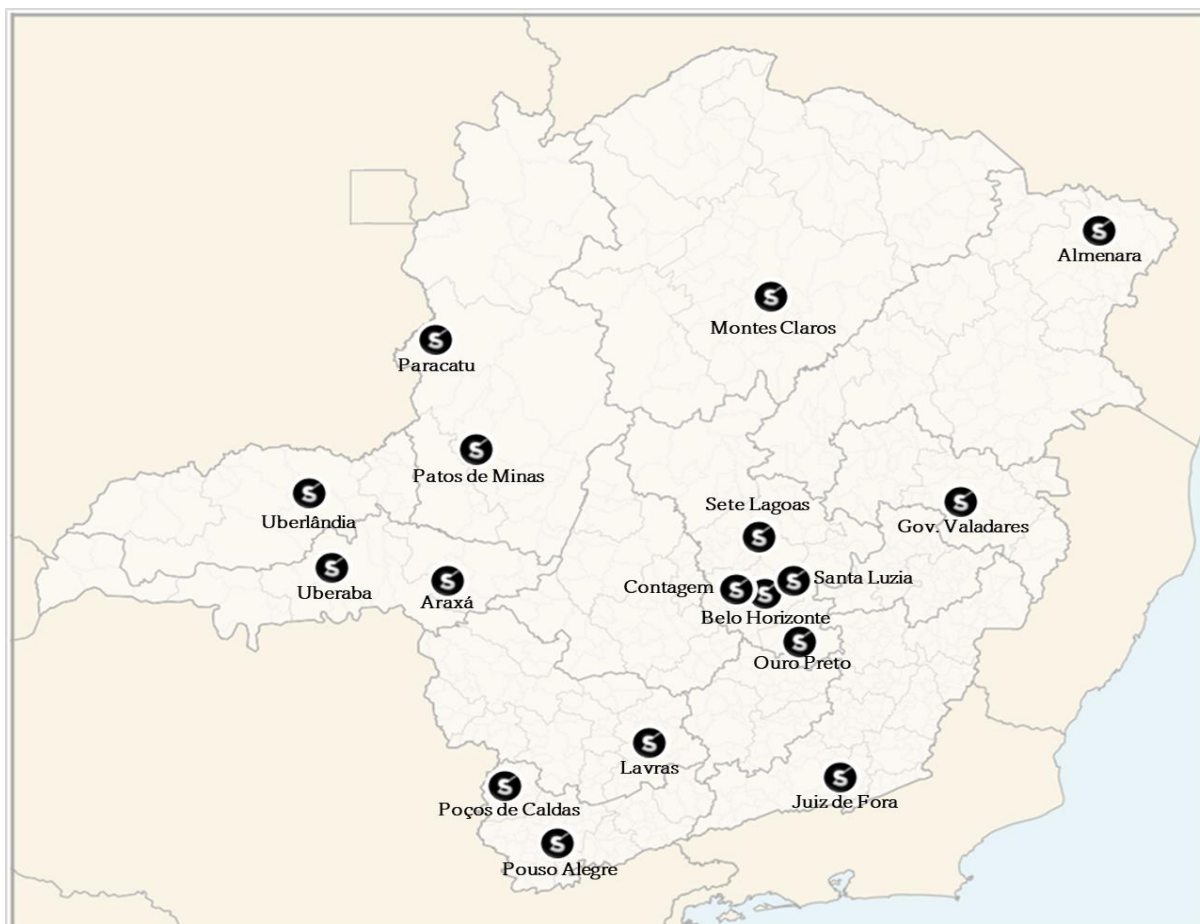 Almenara
Montes Claros
Paracatu
Patos de Minas
Sete Lagoas
Uberlândia
Gov. Valadares
Contagem
Santa Luzia
Uberaba
Araxá
Belo Horizonte
Ouro Preto
Lavras
Juiz de Fora
Poços de Caldas
Pouso Alegre